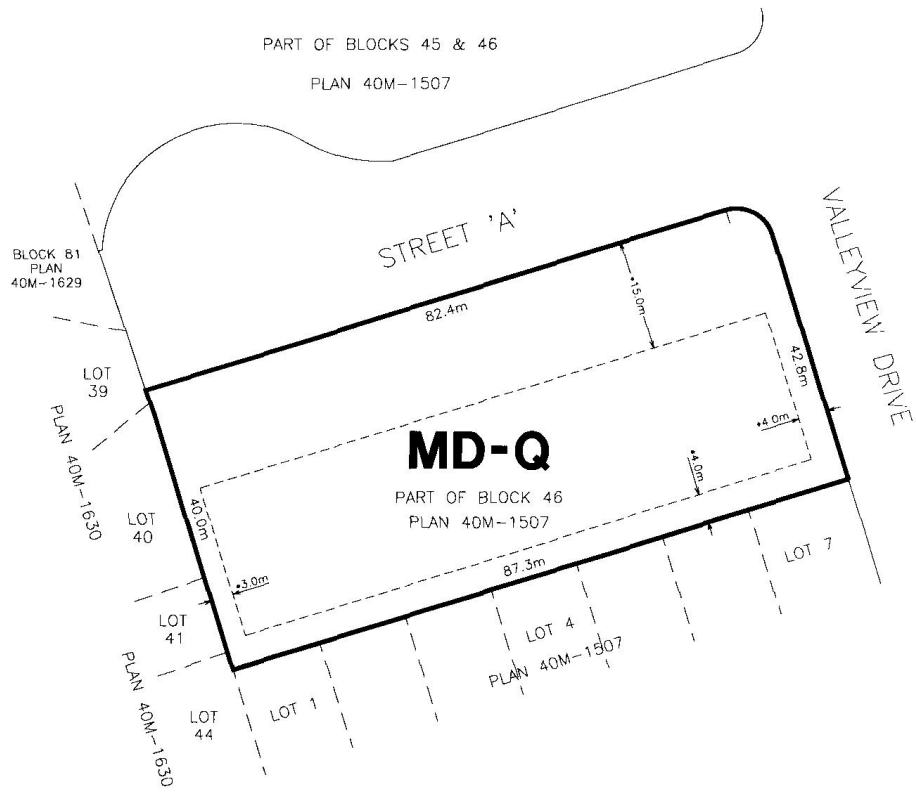 PART OF BLOCKS 45 & 46
PLAN 40M-1507
STREET 'A'
VALLEYVIEW DRIVE
BLOCK 81
PLAN
40M-1629
82.4m
*15.0m
42.8m
LOT
39
PLAN 40M-1630
*4.0m
MD-Q
*4.0m
PART OF BLOCK 46
PLAN 40M-1507
40.0m
LOT
40
*3.0m
87.3m
LOT 7
LOT
41
LOT 4
PLAN 40M-1507
PLAN 40M-1630
LOT 1
LOT
44